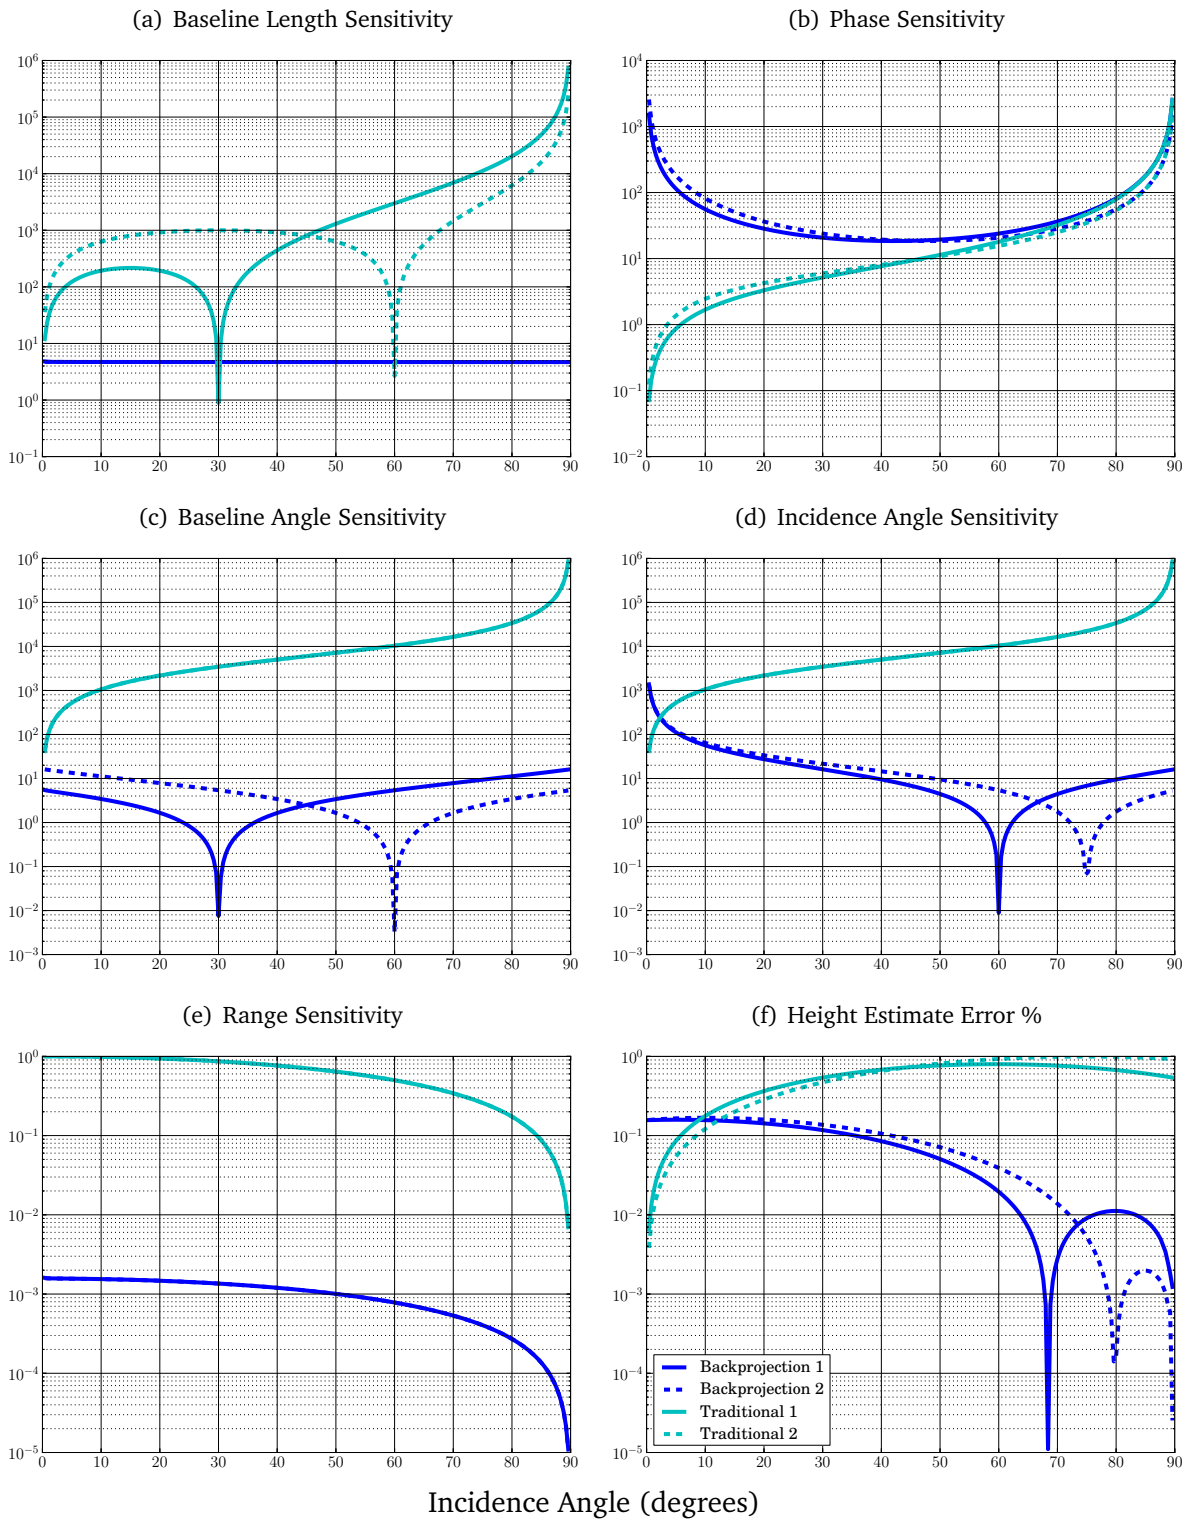 (a) Baseline Length Sensitivity
(b) Phase Sensitivity
10^6
10^5
10^4
10^3
10^2
10^1
10^0
10^-1
0 10 20 30 40 50 60 70 80 90
10^4
10^3
10^2
10^1
10^0
10^-1
10^-2
0 10 20 30 40 50 60 70 80 90
(c) Baseline Angle Sensitivity
(d) Incidence Angle Sensitivity
10^6
10^5
10^4
10^3
10^2
10^1
10^0
10^-1
10^-2
10^-3
0 10 20 30 40 50 60 70 80 90
10^6
10^5
10^4
10^3
10^2
10^1
10^0
10^-1
10^-2
10^-3
0 10 20 30 40 50 60 70 80 90
(e) Range Sensitivity
(f) Height Estimate Error %
10^0
10^-1
10^-2
10^-3
10^-4
10^-5
0 10 20 30 40 50 60 70 80 90
10^0
10^-1
10^-2
10^-3
10^-4
10^-5
0 10 20 30 40 50 60 70 80 90
Backprojection 1
Backprojection 2
Traditional 1
Traditional 2
Incidence Angle (degrees)